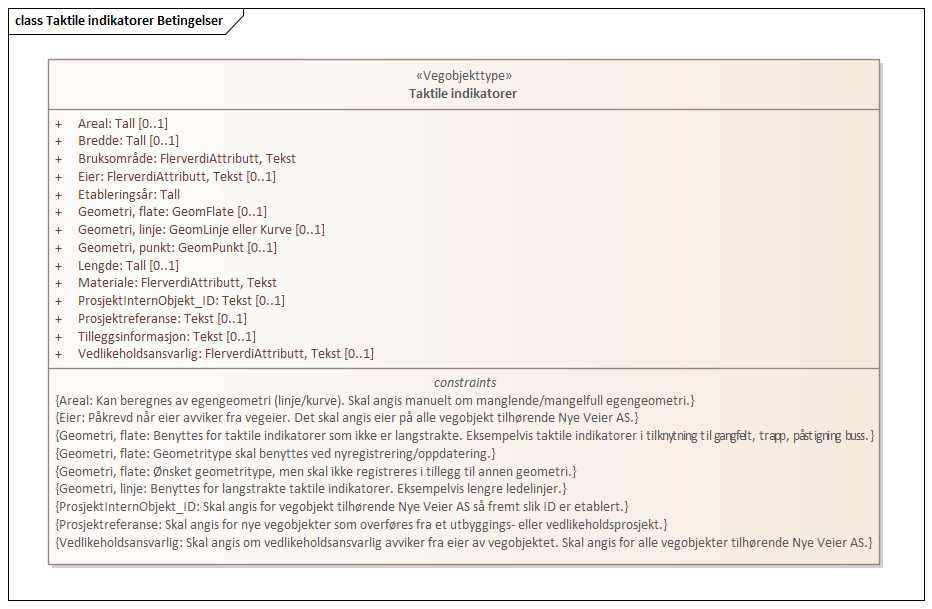 class Taktile indikatorer Betingelser
«Vegobjekttype»
Taktile indikatorer
+ Areal: Tall [0..1]
+ Bredde: Tall [0..1]
+ Bruksområde: FlerverdiAttributt, Tekst
+ Eier: FlerverdiAttributt, Tekst [0..1]
+ Etableringsår: Tall
+ Geometri, flate: GeomFlate [0..1]
+ Geometri, linje: GeomLinje eller Kurve [0..1]
+ Geometri, punkt: GeomPunkt [0..1]
+ Lengde: Tall [0..1]
+ Materiale: FlerverdiAttributt, Tekst
+ ProsjektInternObjekt_ID: Tekst [0..1]
+ Prosjektreferanse: Tekst [0..1]
+ Tilleggsinformasjon: Tekst [0..1]
+ Vedlikeholdsansvarlig: FlerverdiAttributt, Tekst [0..1]
constraints
{Areal: Kan beregnes av egengeometri (linje/kurve). Skal angis manuelt om manglende/mangelfull egengeometri.}
{Eier: Påkrevd når eier avviker fra vegeier. Det skal angis eier på alle vegobjekt tilhørende Nye Veier AS.}
{Geometri, flate: Benyttes for taktile indikatorer som ikke er langstrakte. Eksempelvis taktile indikatorer i tilknytning til gangfelt, trapp, påstigning buss. }
{Geometri, flate: Geometritype skal benyttes ved nyregistrering/oppdatering.}
{Geometri, flate: Ønsket geometritype, men skal ikke registreres i tillegg til annen geometri.}
{Geometri, linje: Benyttes for langstrakte taktile indikatorer. Eksempelvis lengre ledelinjer.}
{ProsjektInternObjekt_ID: Skal angis for vegobjekt tilhørende Nye Veier AS så fremt slik ID er etablert.}
{Prosjektreferanse: Skal angis for nye vegobjekter som overføres fra et utbyggings- eller vedlikeholdsprosjekt.}
{Vedlikeholdsansvarlig: Skal angis om vedlikeholdsansvarlig avviker fra eier av vegobjektet. Skal angis for alle vegobjekter tilhørende Nye Veier AS.}